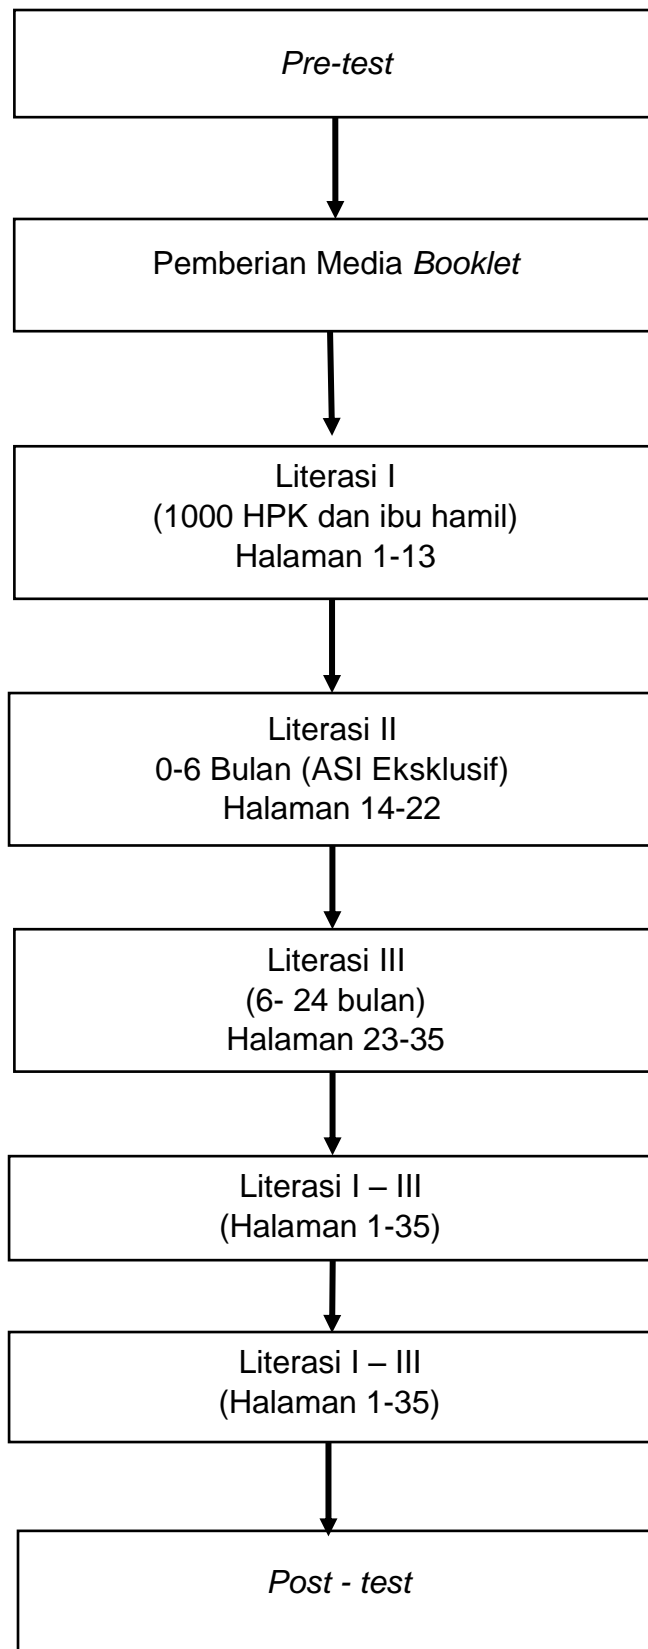 Pre-test
Pemberian Media Booklet
Literasi I
(1000 HPK dan ibu hamil)
Halaman 1-13
Literasi II
0-6 Bulan (ASI Eksklusif)
Halaman 14-22
Literasi III
(6- 24 bulan)
Halaman 23-35
Literasi I – III
(Halaman 1-35)
Literasi I – III
(Halaman 1-35)
Post - test